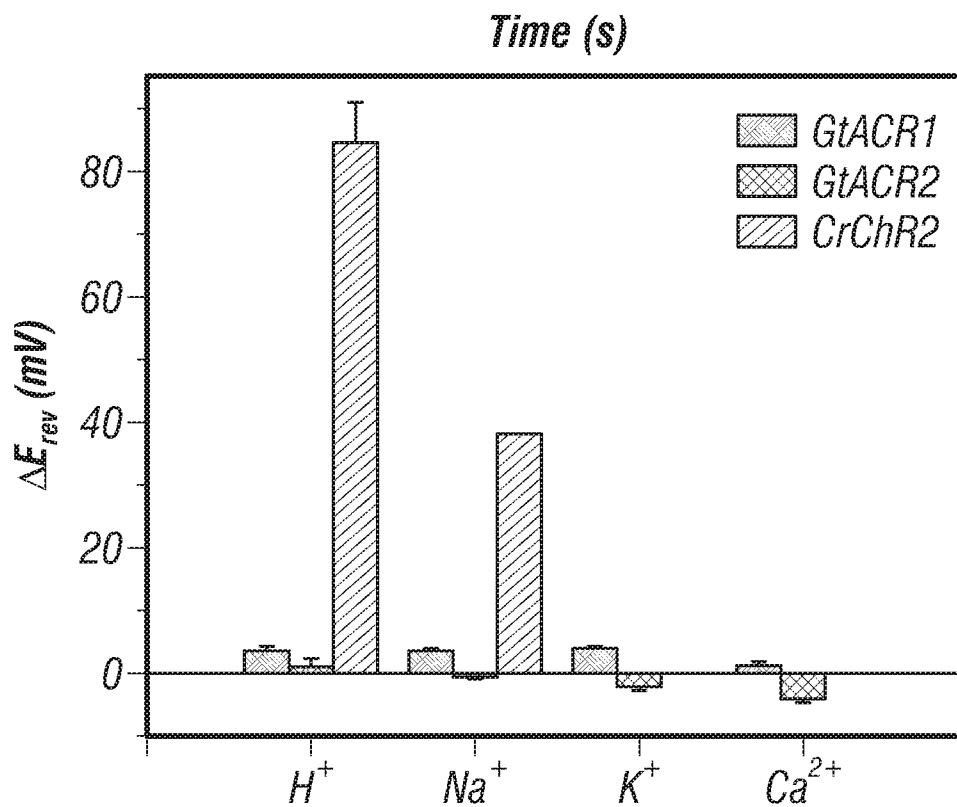 Time (s)
GtACR1
GtACR2
CrChR2
80
60
40
20
0
ΔE_rev (mV)
H⁺ Na⁺ K⁺ Ca²⁺